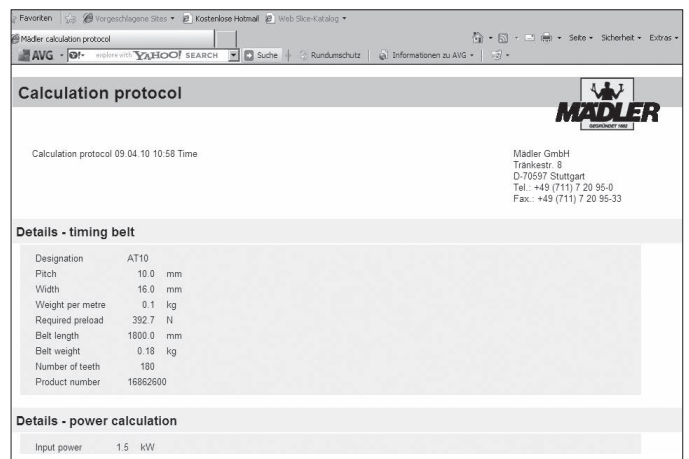 Favoriten Vorgeschlagene Sites Kostenlose Hotmail Web Slice-Katalog
Mädler calculation protocol Seite Sicherheit Extras
AVG explore with YAHOO! SEARCH Suche Rundumschutz Informationen zu AVG
Calculation protocol
MÄDLER
GEGRÜNDET 1882
Calculation protocol 09.04.10 10:58 Time
Mädler GmbH
Tränkestr. 8
D-70597 Stuttgart
Tel.: +49 (711) 7 20 95-0
Fax.: +49 (711) 7 20 95-33
Details - timing belt
Designation AT10
Pitch 10.0 mm
Width 16.0 mm
Weight per metre 0.1 kg
Required preload 392.7 N
Belt length 1800.0 mm
Belt weight 0.18 kg
Number of teeth 180
Product number 16862600
Details - power calculation
Input power 1.5 kW